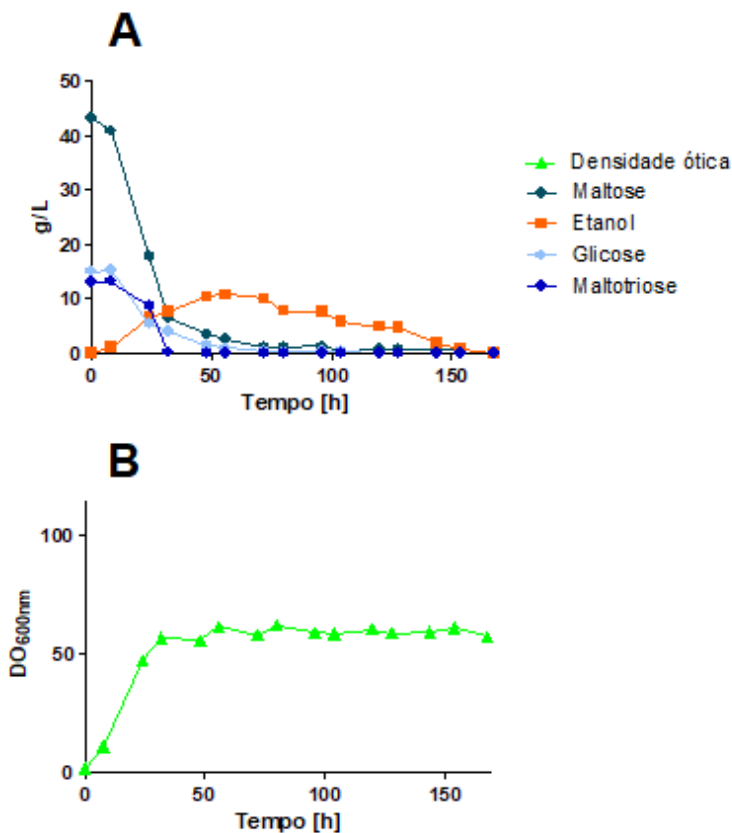 A
50
40
30
20
10
0
g/L
0 50 100 150
Tempo [h]
Densidade ótica
Maltose
Etanol
Glicose
Maltotriose
B
100
50
0
DO600nm
0 50 100 150
Tempo [h]